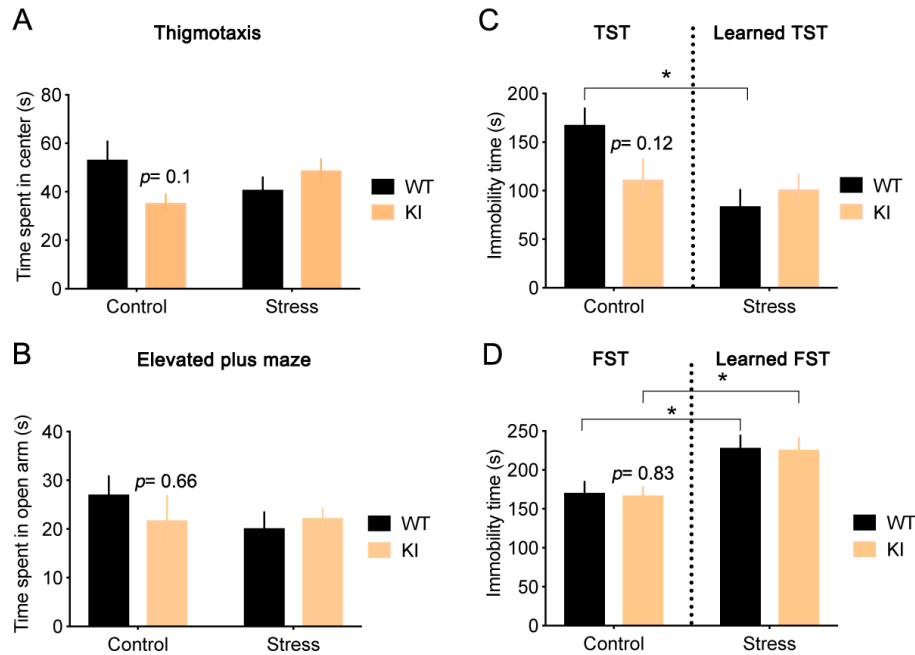 A
Thigmotaxis
Time spent in center (s)
80
60
40
20
0
p= 0.1
Control
Stress
WT
KI
B
Elevated plus maze
Time spent in open arm (s)
40
30
20
10
0
p= 0.66
Control
Stress
WT
KI
C
TST
Learned TST
*
Immobility time (s)
200
150
100
50
0
p= 0.12
Control
Stress
WT
KI
D
FST
Learned FST
*
*
Immobility time (s)
250
200
150
100
50
0
p= 0.83
Control
Stress
WT
KI